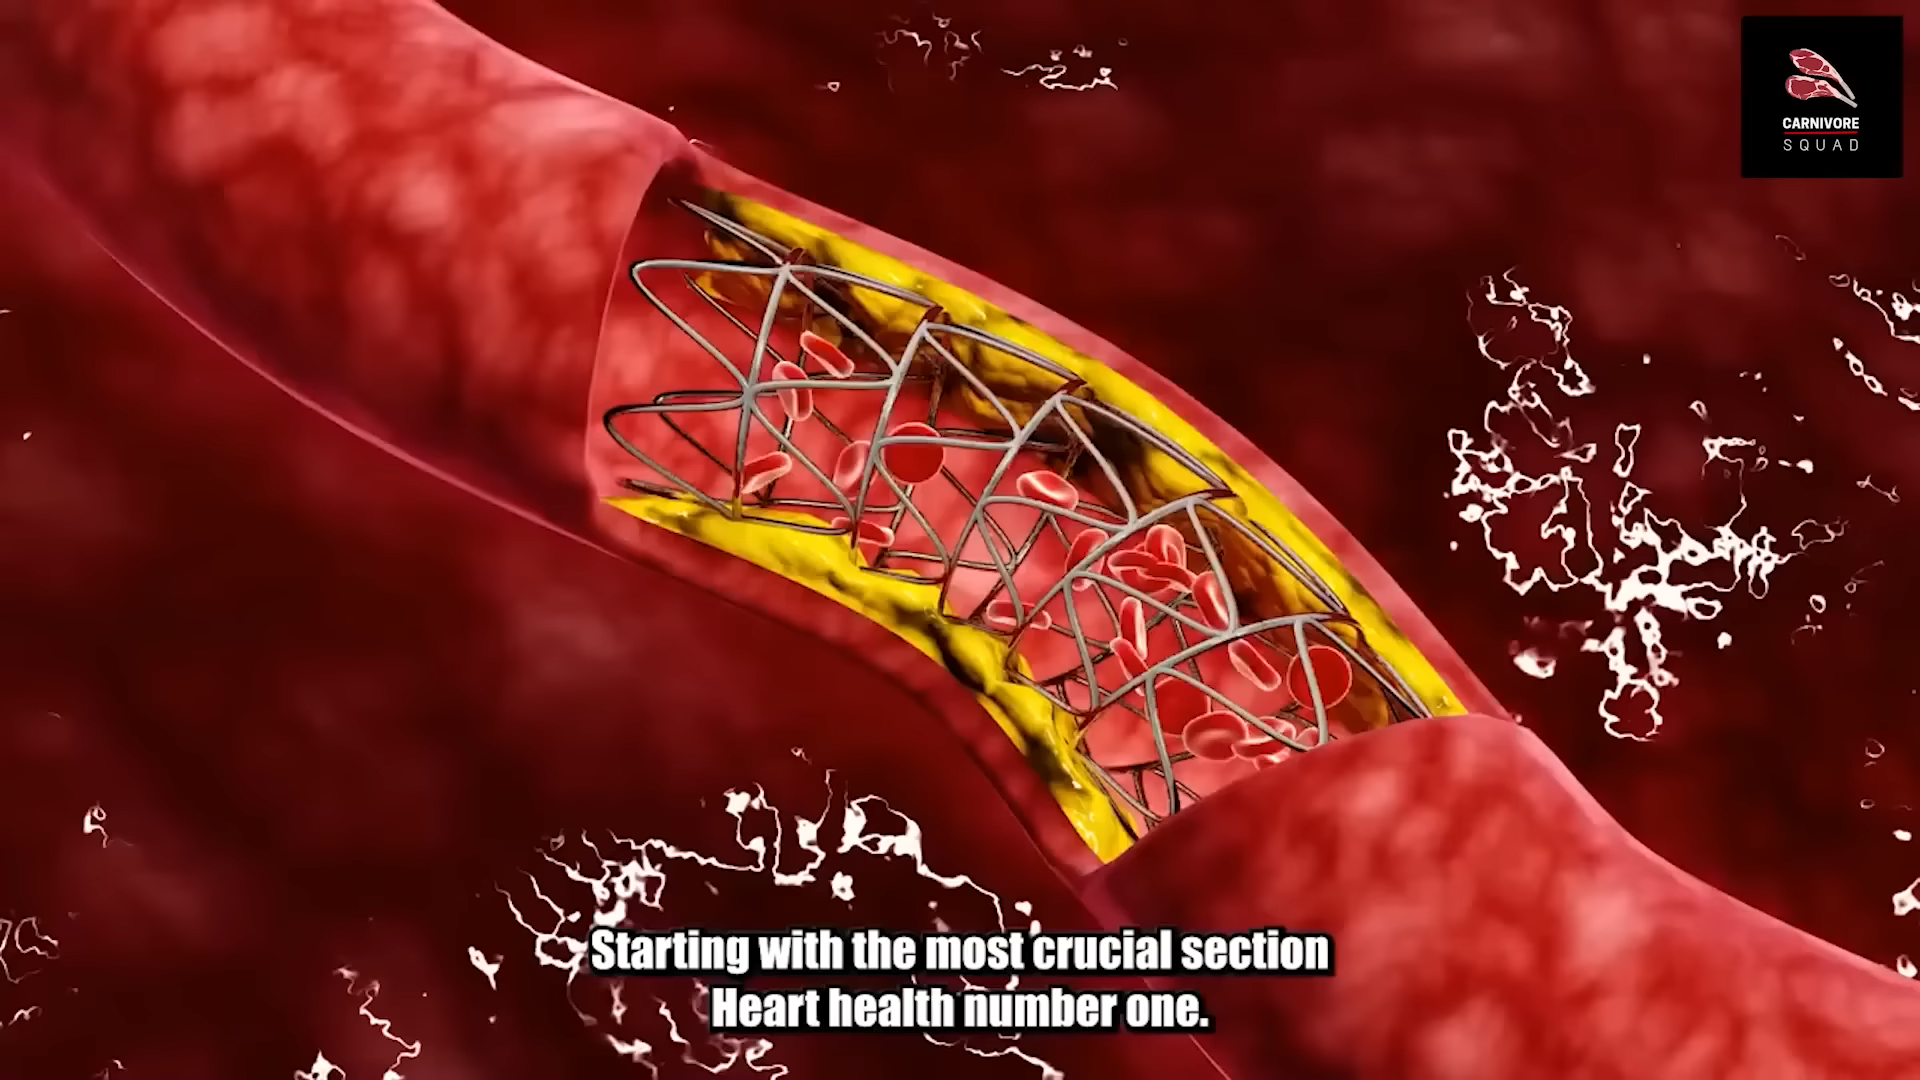 CARNIVORE
SQUAD
Starting with the most crucial section
Heart health number one.